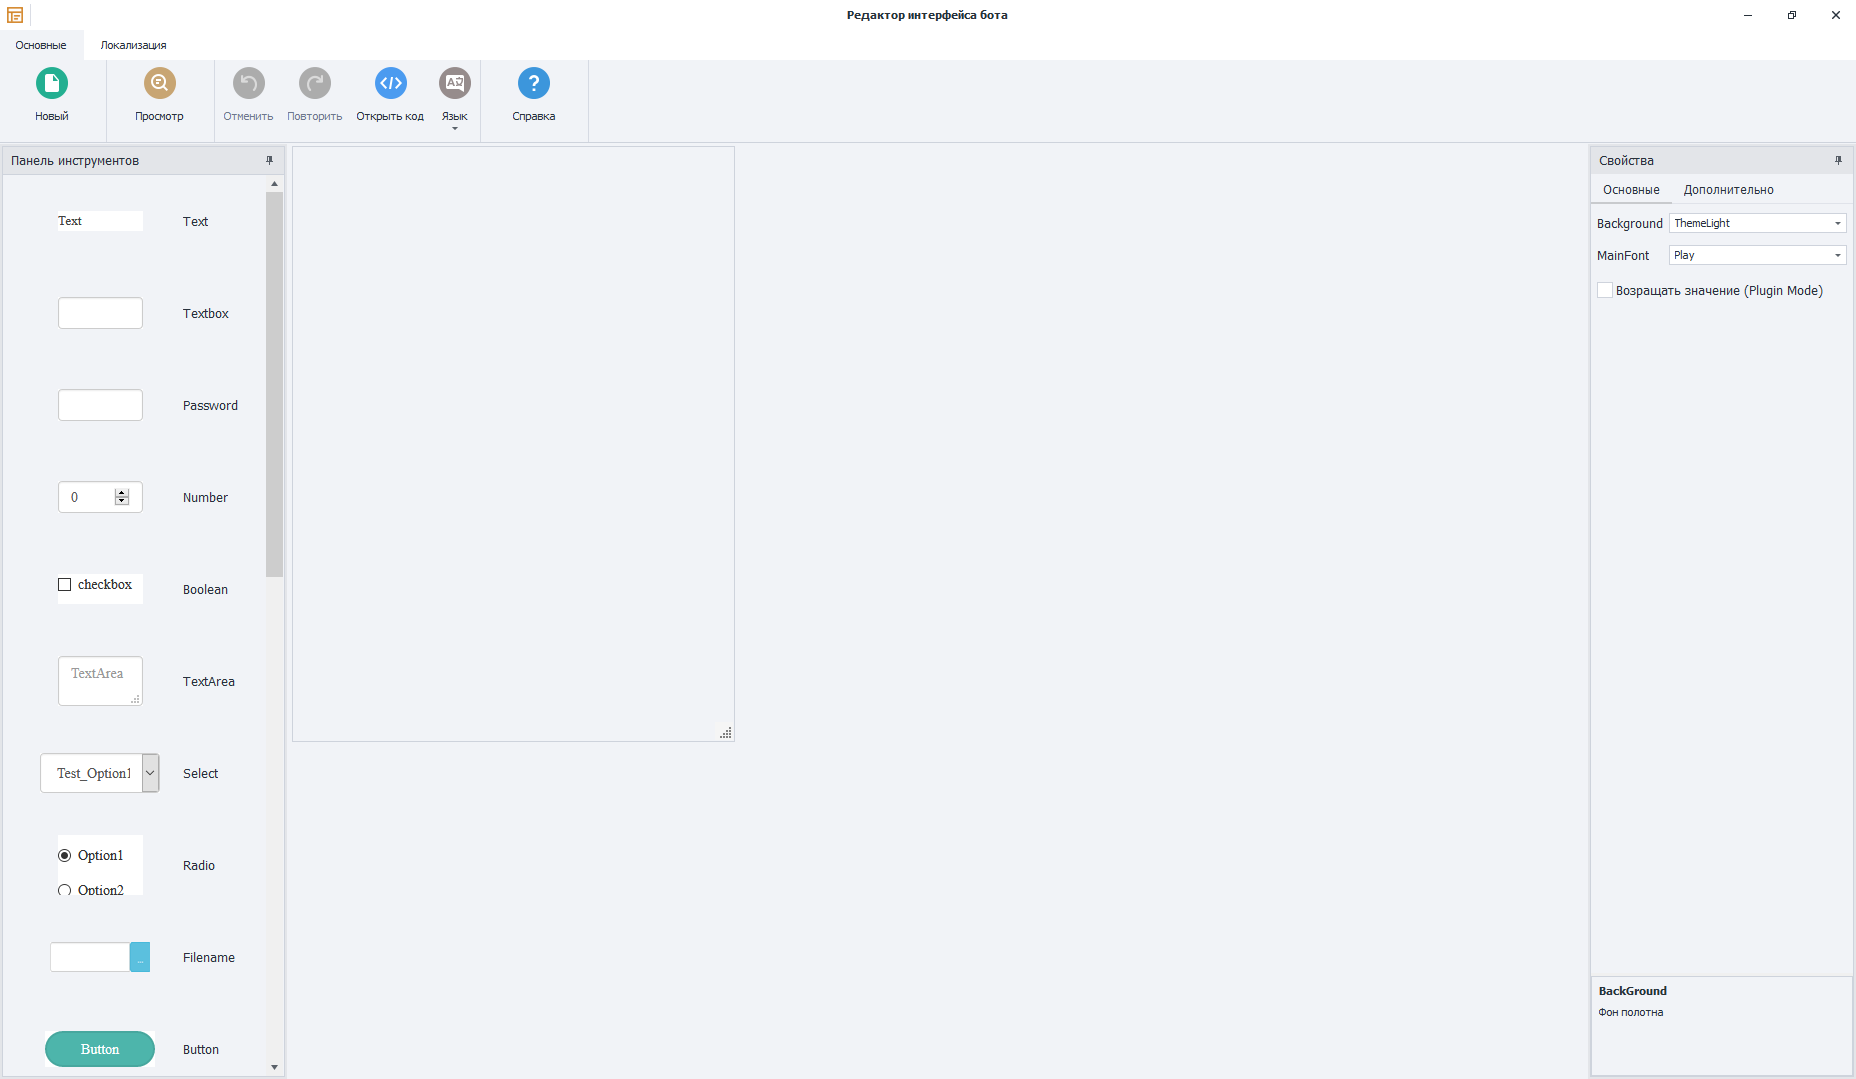 Редактор интерфейса бота
Основные
Локализация
Новый
Просмотр
Отменить
Повторить
Открыть код
Язык
Справка
Панель инструментов
Text
Text
Textbox
Password
0
Number
checkbox
Boolean
TextArea
TextArea
Test_Option1
Select
Option1
Option2
Radio
...
Filename
Button
Button
Свойства
Основные
Дополнительно
Background
ThemeLight
MainFont
Play
Возращать значение (Plugin Mode)
BackGround
Фон полотна